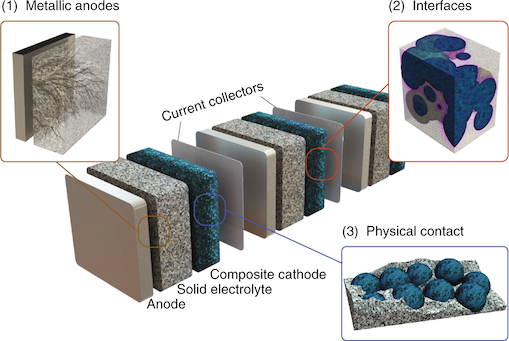 (1) Metallic anodes
(2) Interfaces
Current collectors
(3) Physical contact
Composite cathode
Solid electrolyte
Anode